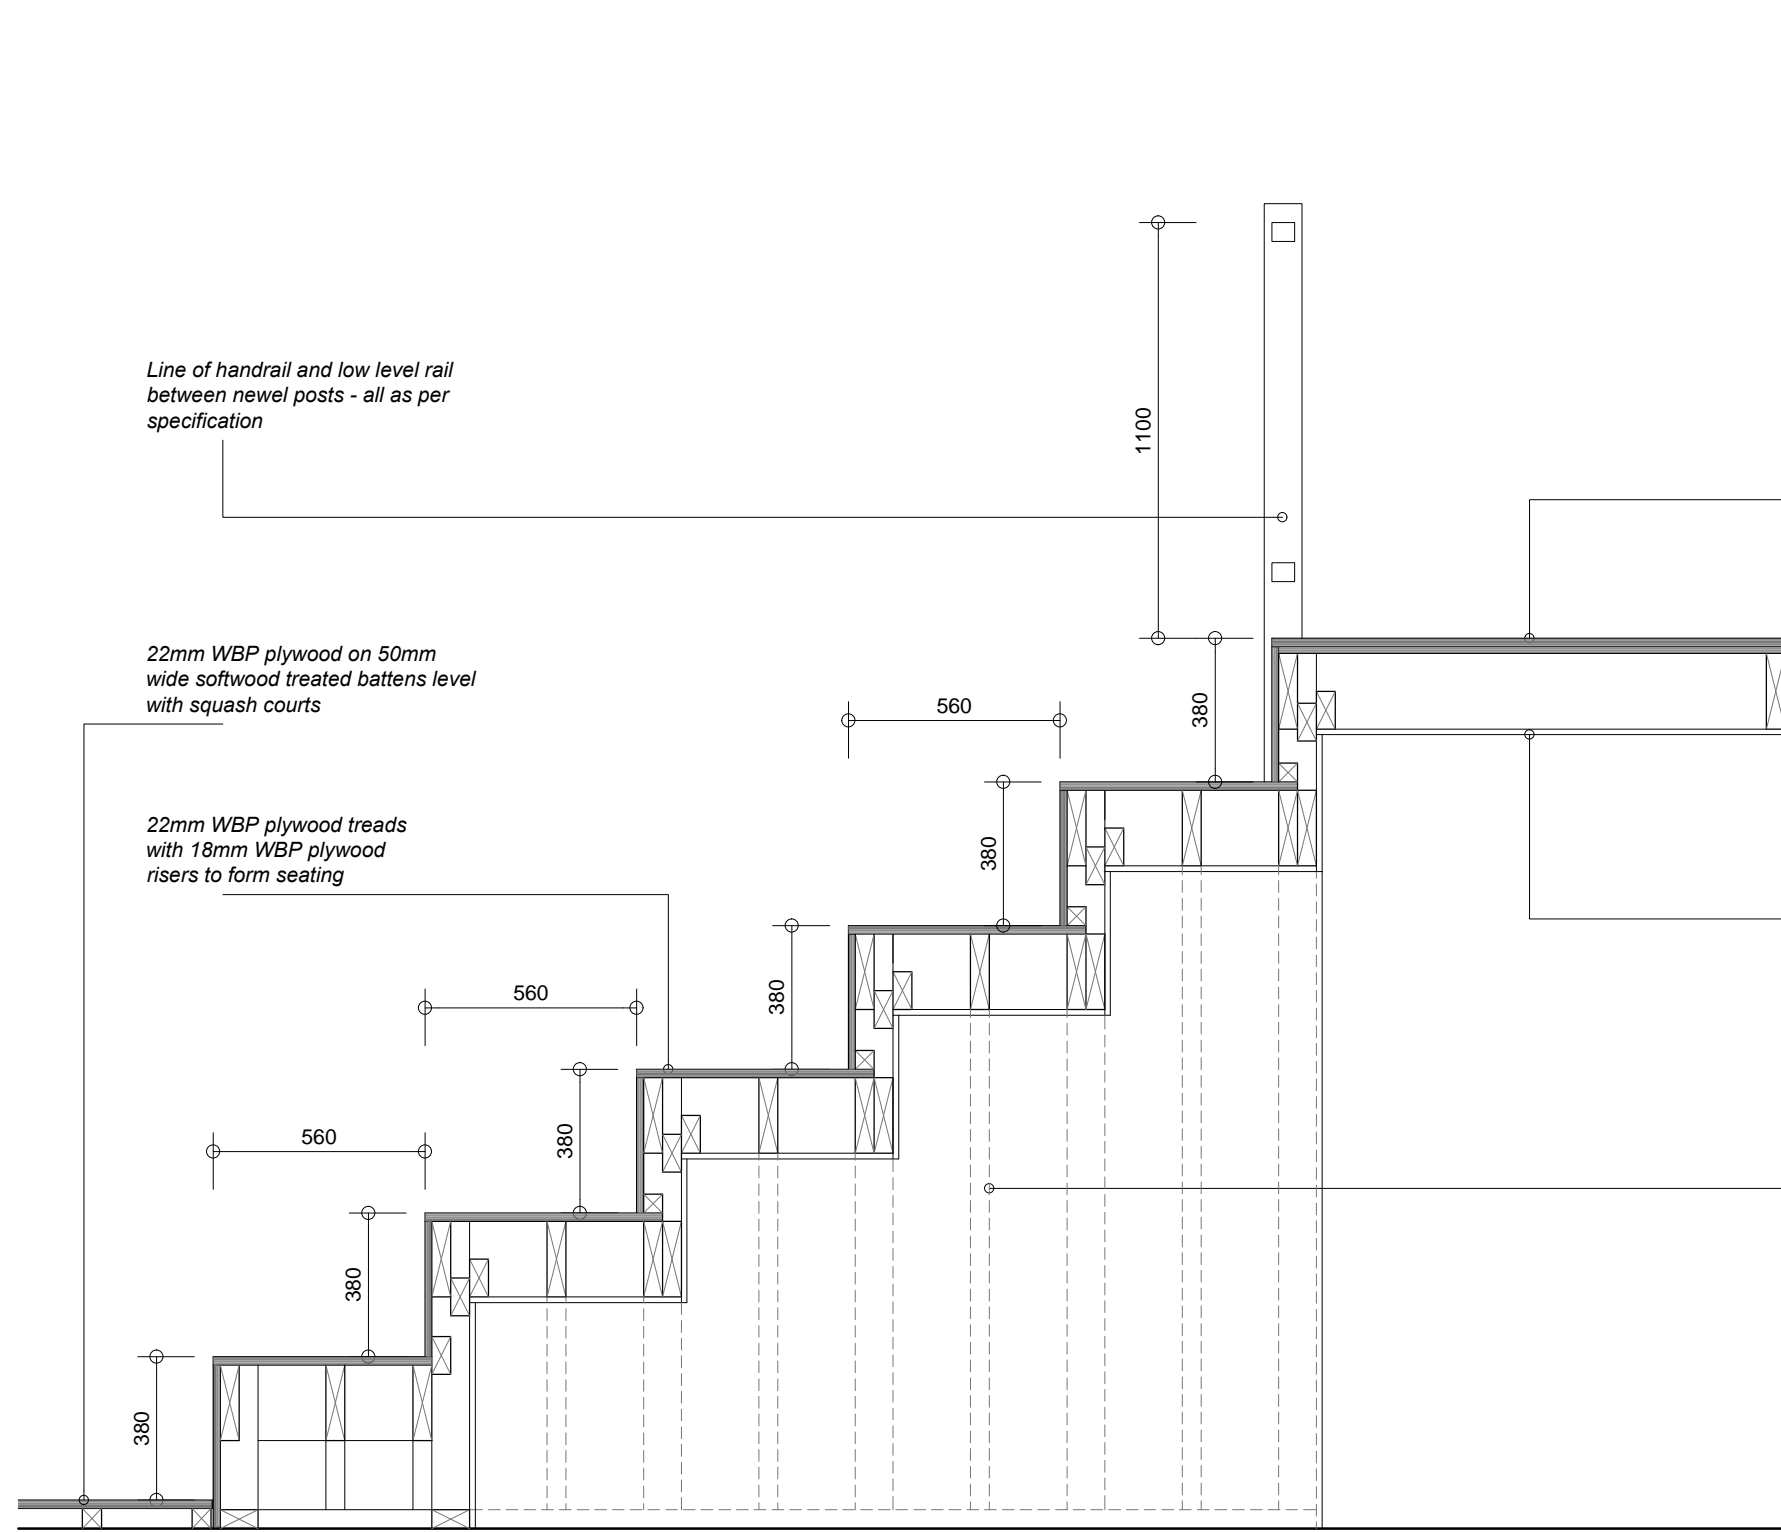 1100
Line of handrail and low level rail
between newel posts - all as per
specification
22mm WBP plywood on 50mm
wide softwood treated battens level
with squash courts
560
380
22mm WBP plywood treads
with 18mm WBP plywood
risers to form seating
380
560
380
560
380
380
380